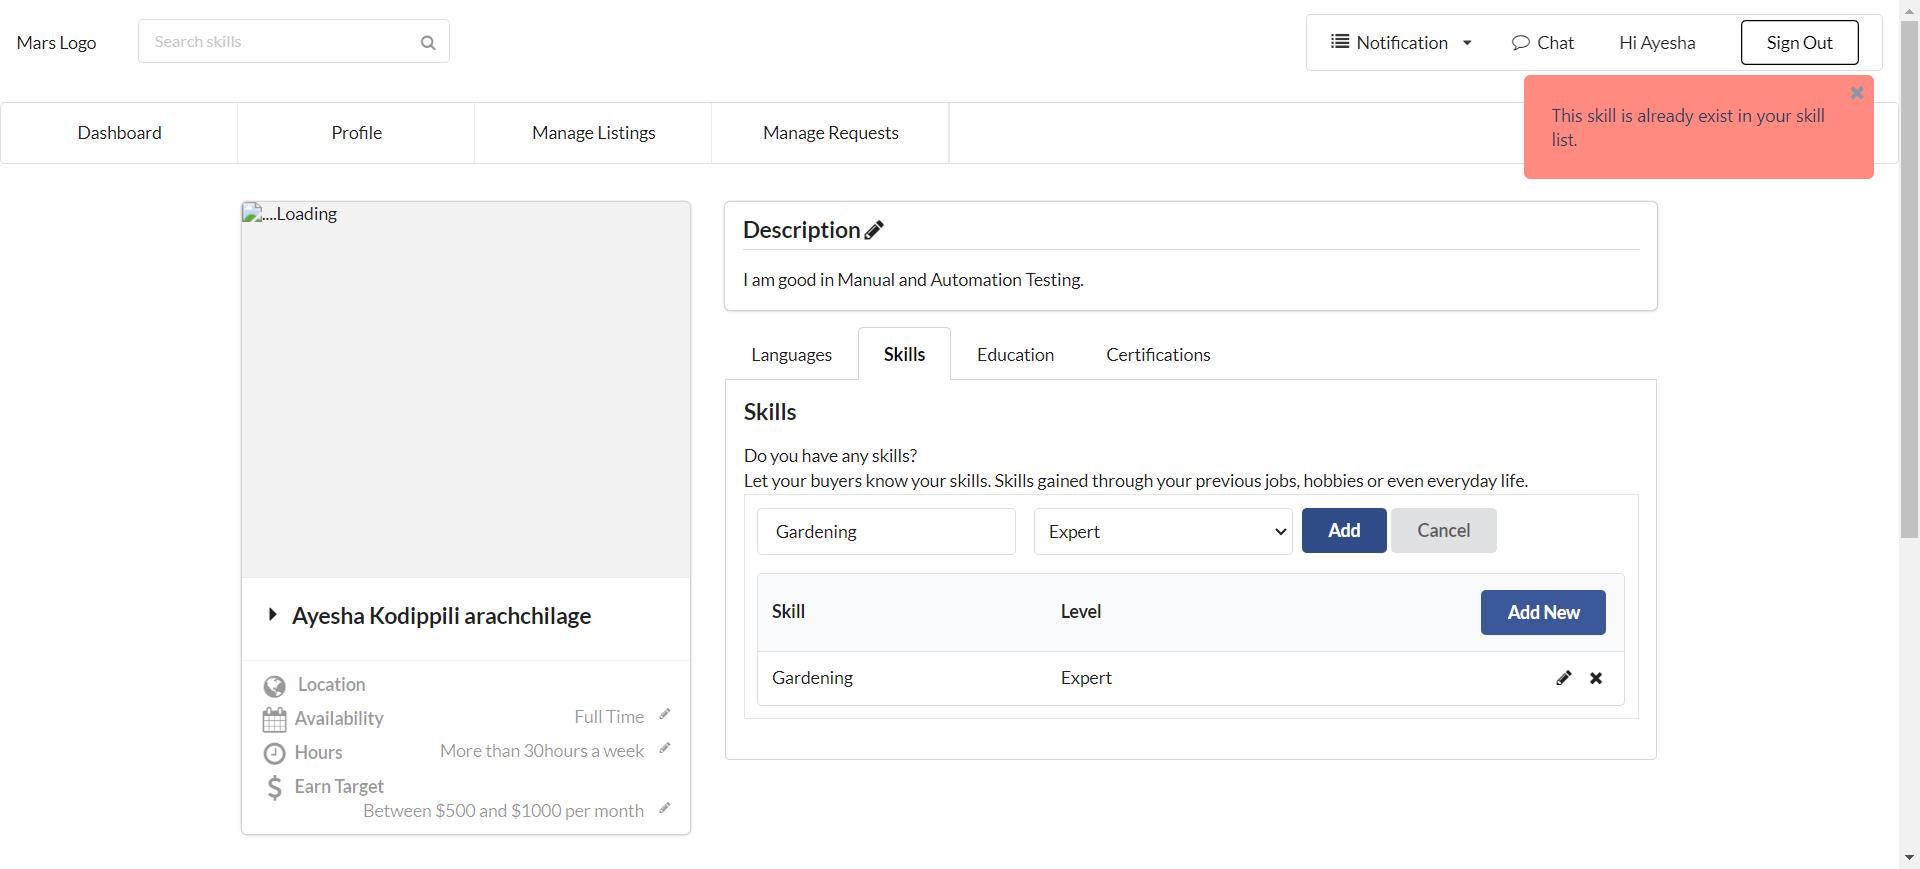 Mars Logo
Search skills
Notification
Chat
Hi Ayesha
Sign Out
This skill is already exist in your skill
list.
Dashboard
Profile
Manage Listings
Manage Requests
....Loading
Ayesha Kodippili arachchilage
Location
Availability
Full Time
Hours
More than 30hours a week
Earn Target
Between $500 and $1000 per month
Description
I am good in Manual and Automation Testing.
Languages
Skills
Education
Certifications
Skills
Do you have any skills?
Let your buyers know your skills. Skills gained through your previous jobs, hobbies or even everyday life.
Gardening
Expert
Add
Cancel
Skill
Level
Add New
Gardening
Expert